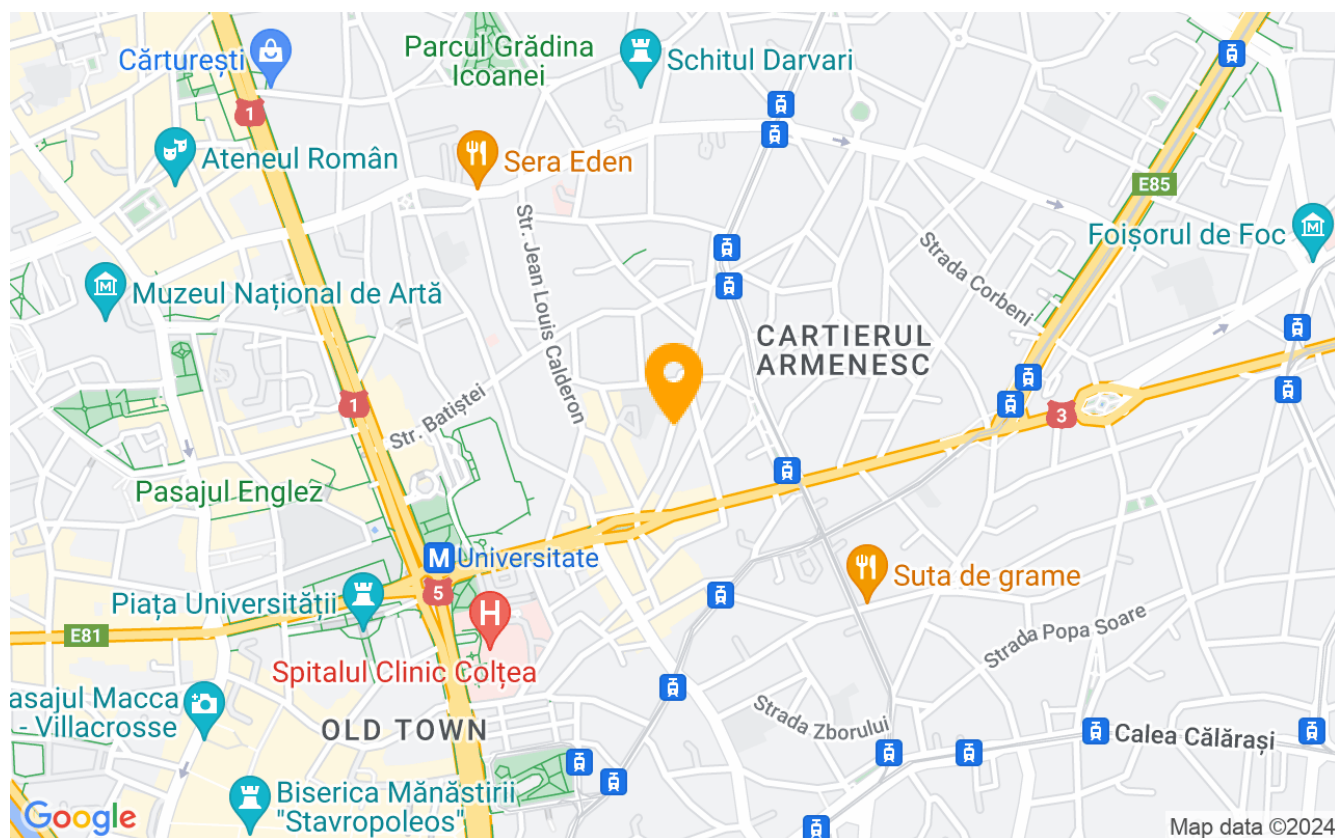 Cărturești
Parcul Grădina
Icoanei
Schitul Darvari
1
Ateneul Român
Sera Eden
E85
Foișorul de Foc
Strada Corbeni
Str. Jean Louis Calderon
Muzeul Național de Artă
CARTIERUL
ARMENESC
1
3
Str. Batiștei
Pasajul Englez
M Universitate
5
Piața Universității
Suta de grame
E81
H
Spitalul Clinic Colțea
Strada Popa Soare
asajul Macca
- Villacrosse
OLD TOWN
Strada Zborului
Calea Călărași
Biserica Mănăstirii
"Stavropoleos"
Google
Map data ©2024